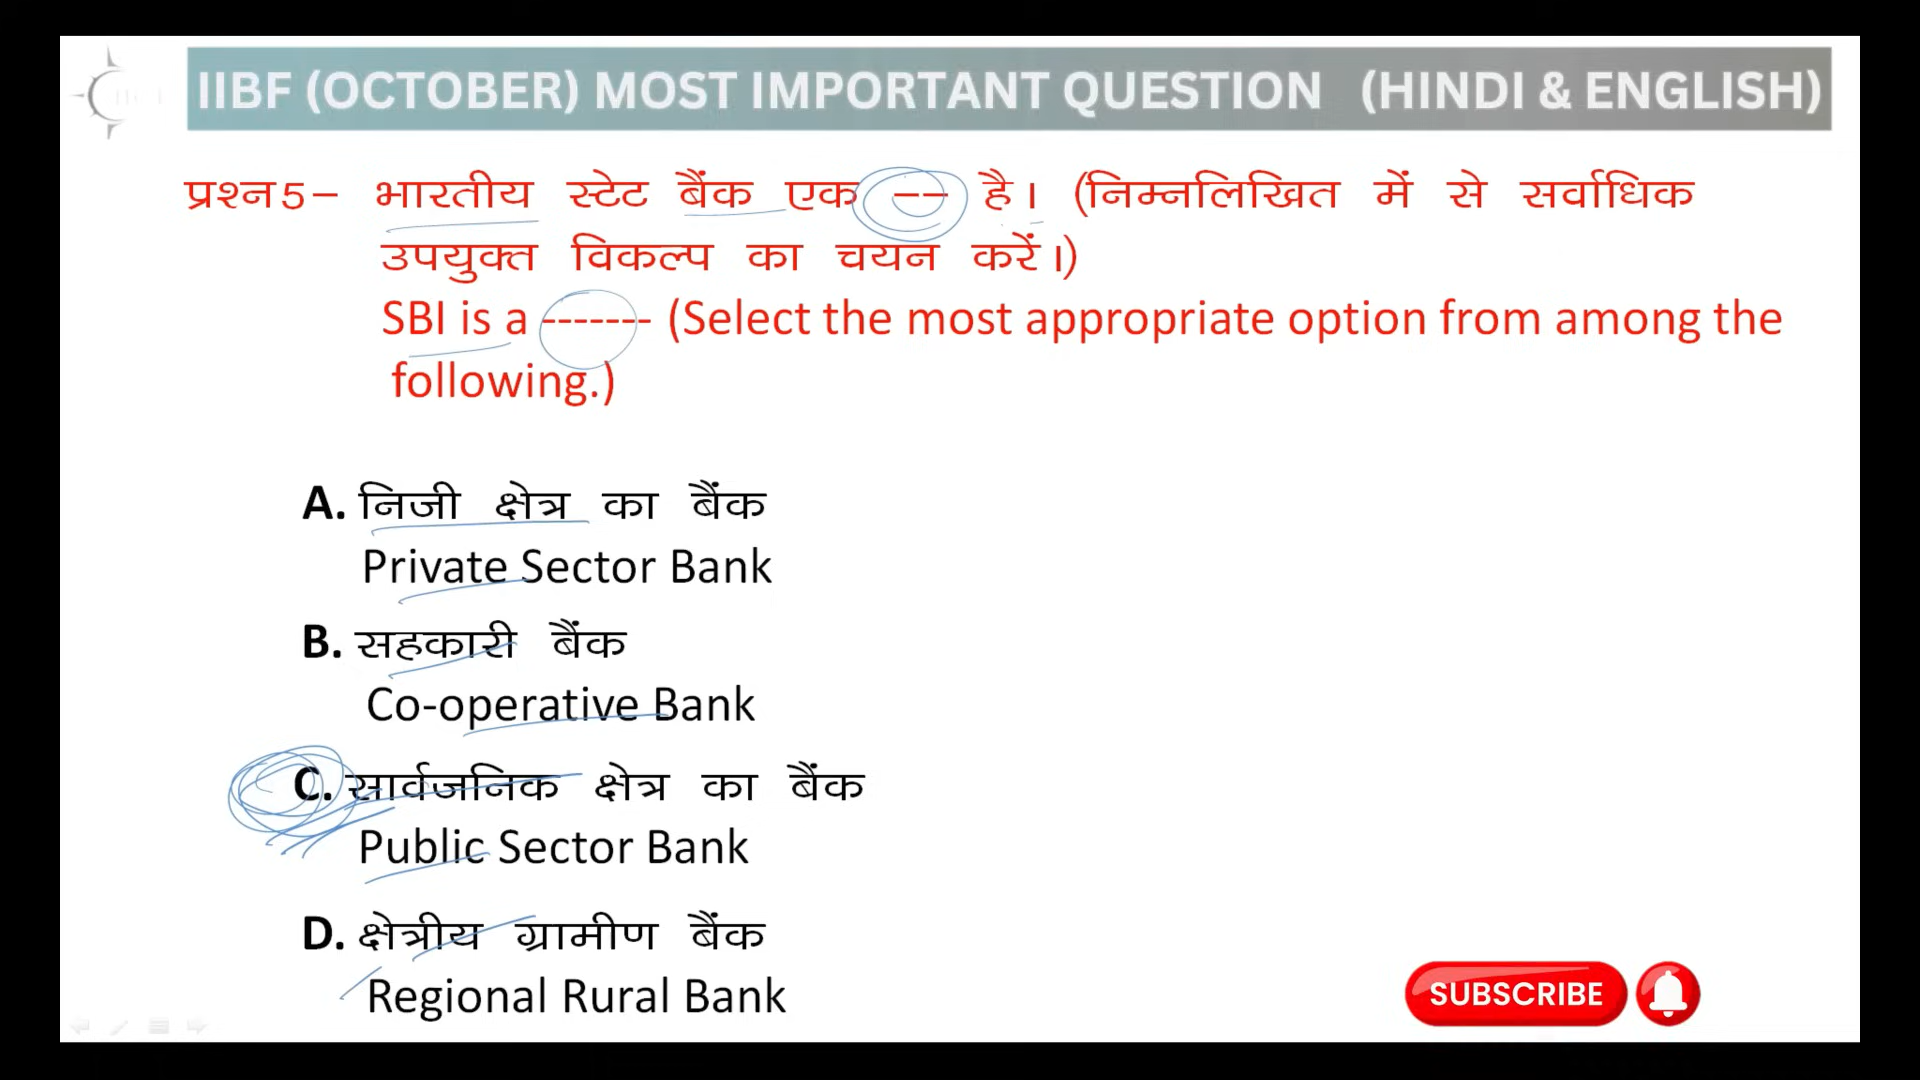 IIBF (OCTOBER) MOST IMPORTANT QUESTION (HINDI & ENGLISH)
प्रश्न5– भारतीय स्टेट बैंक एक -- है। (निम्नलिखित में से सर्वाधिक
उपयुक्त विकल्प का चयन करें।)
SBI is a ------- (Select the most appropriate option from among the
following.)
A. निजी क्षेत्र का बैंक
Private Sector Bank
B. सहकारी बैंक
Co-operative Bank
C. सार्वजनिक क्षेत्र का बैंक
Public Sector Bank
D. क्षेत्रीय ग्रामीण बैंक
Regional Rural Bank
SUBSCRIBE